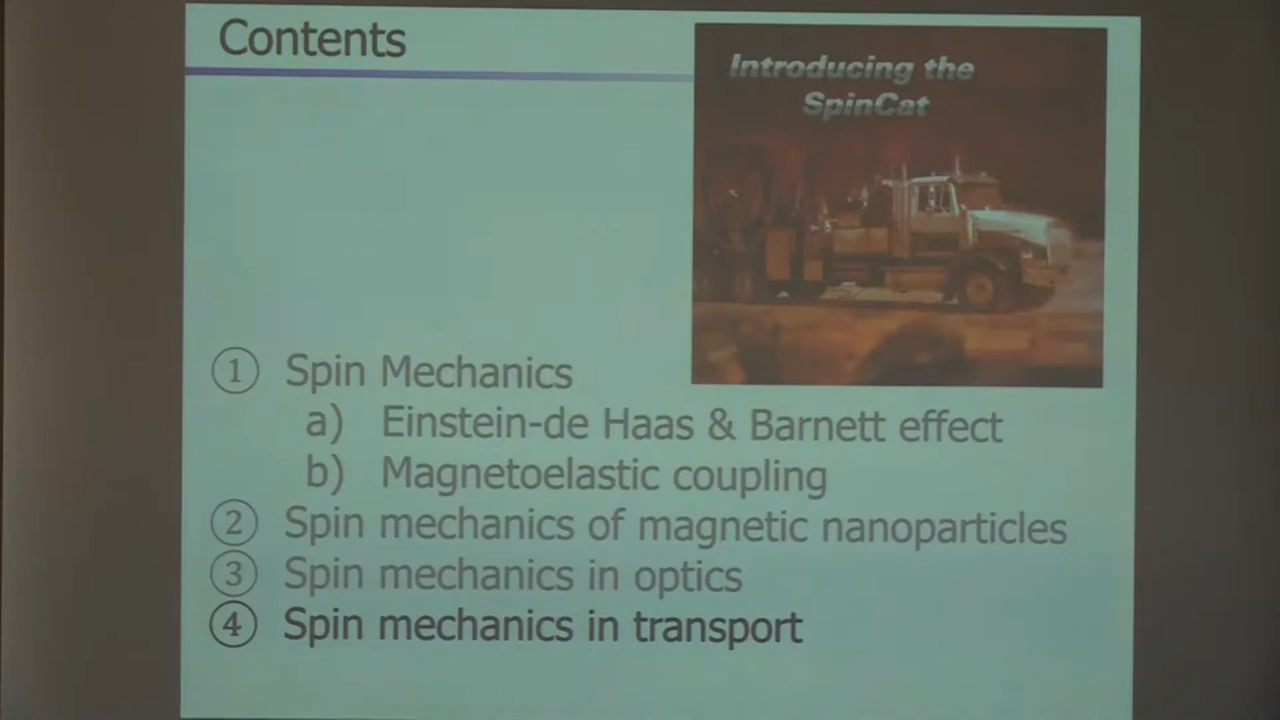 Contents
Introducing the
SpinCat
① Spin Mechanics
a) Einstein-de Haas & Barnett effect
b) Magnetoelastic coupling
② Spin mechanics of magnetic nanoparticles
③ Spin mechanics in optics
④ Spin mechanics in transport